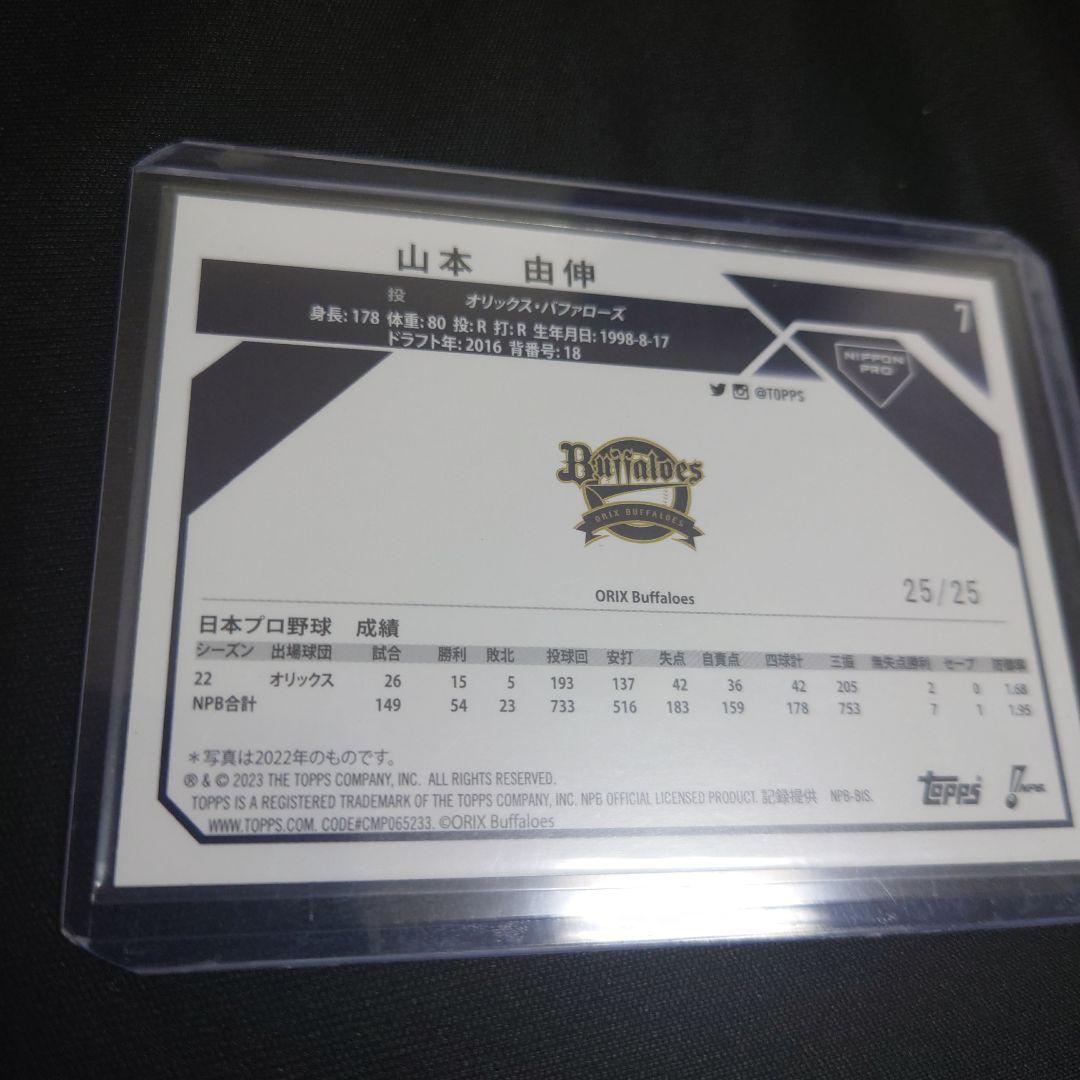 山本 由伸
投 オリックス・バファローズ
身長: 178 体重: 80 投: R 打: R 生年月日: 1998-8-17
ドラフト年: 2016 背番号: 18
7
NIPPON
PRO
@TOPPS
Buffaloes
ORIX BUFFALOES
ORIX Buffaloes
25/25
日本プロ野球 成績
シーズン 出場球団 試合 勝利 敗北 投球回 安打 失点 自責点 四球計 三振 無失点勝利 セーブ 防御率
22 オリックス 26 15 5 193 137 42 36 42 205 2 0 1.68
NPB合計 149 54 23 733 516 183 159 178 753 7 1 1.95
＊写真は2022年のものです。
® & © 2023 THE TOPPS COMPANY, INC. ALL RIGHTS RESERVED.
TOPPS IS A REGISTERED TRADEMARK OF THE TOPPS COMPANY, INC. NPB OFFICIAL LICENSED PRODUCT. 記録提供 NPB-BIS.
WWW.TOPPS.COM. CODE#CMP065233. ©ORIX Buffaloes
topps
NPB